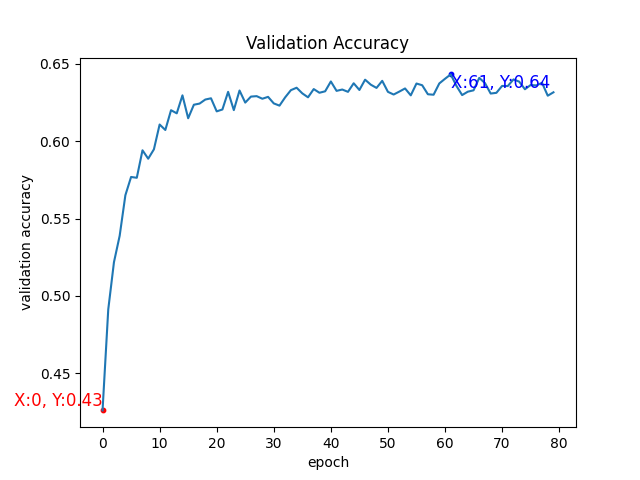 Validation Accuracy
0.65
X:61, Y:0.64
0.60
0.55
validation accuracy
0.50
0.45
X:0, Y:0.43
0 10 20 30 40 50 60 70 80
epoch